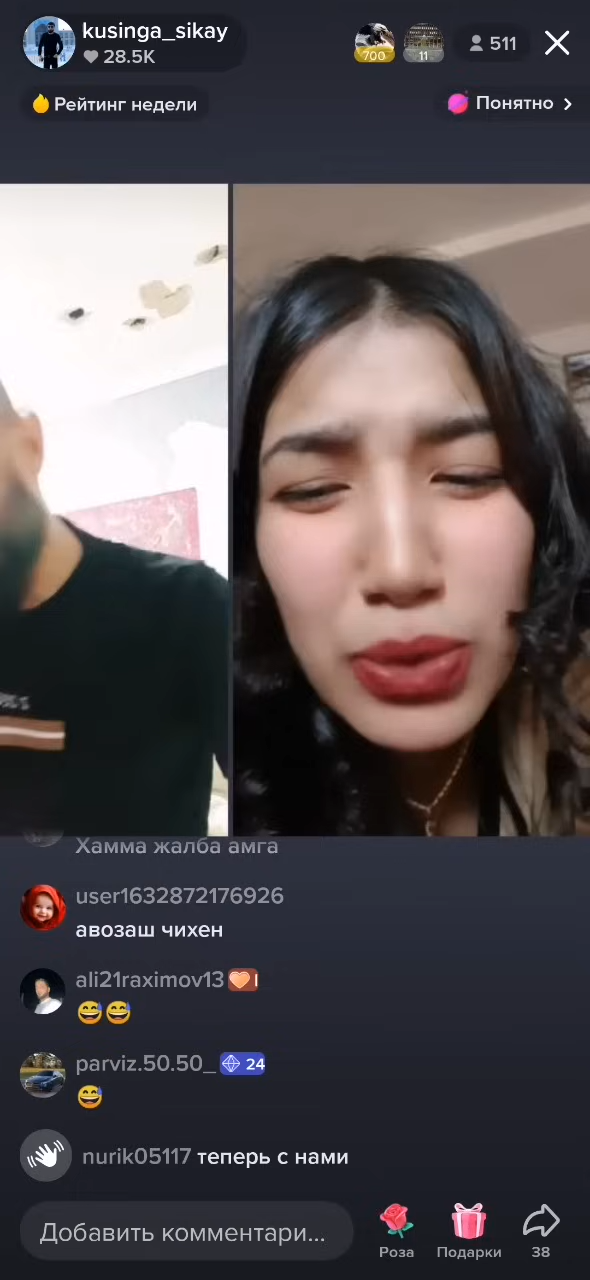 kusinga_sikay
28.5K
700
11
511
Рейтинг недели
Понятно
Хамма жалба амга
user1632872176926
авозаш чихен
ali21raximov13
😅😅
parviz.50.50_ 24
😅
nurik05117 теперь с нами
Добавить комментари...
Роза
Подарки
38